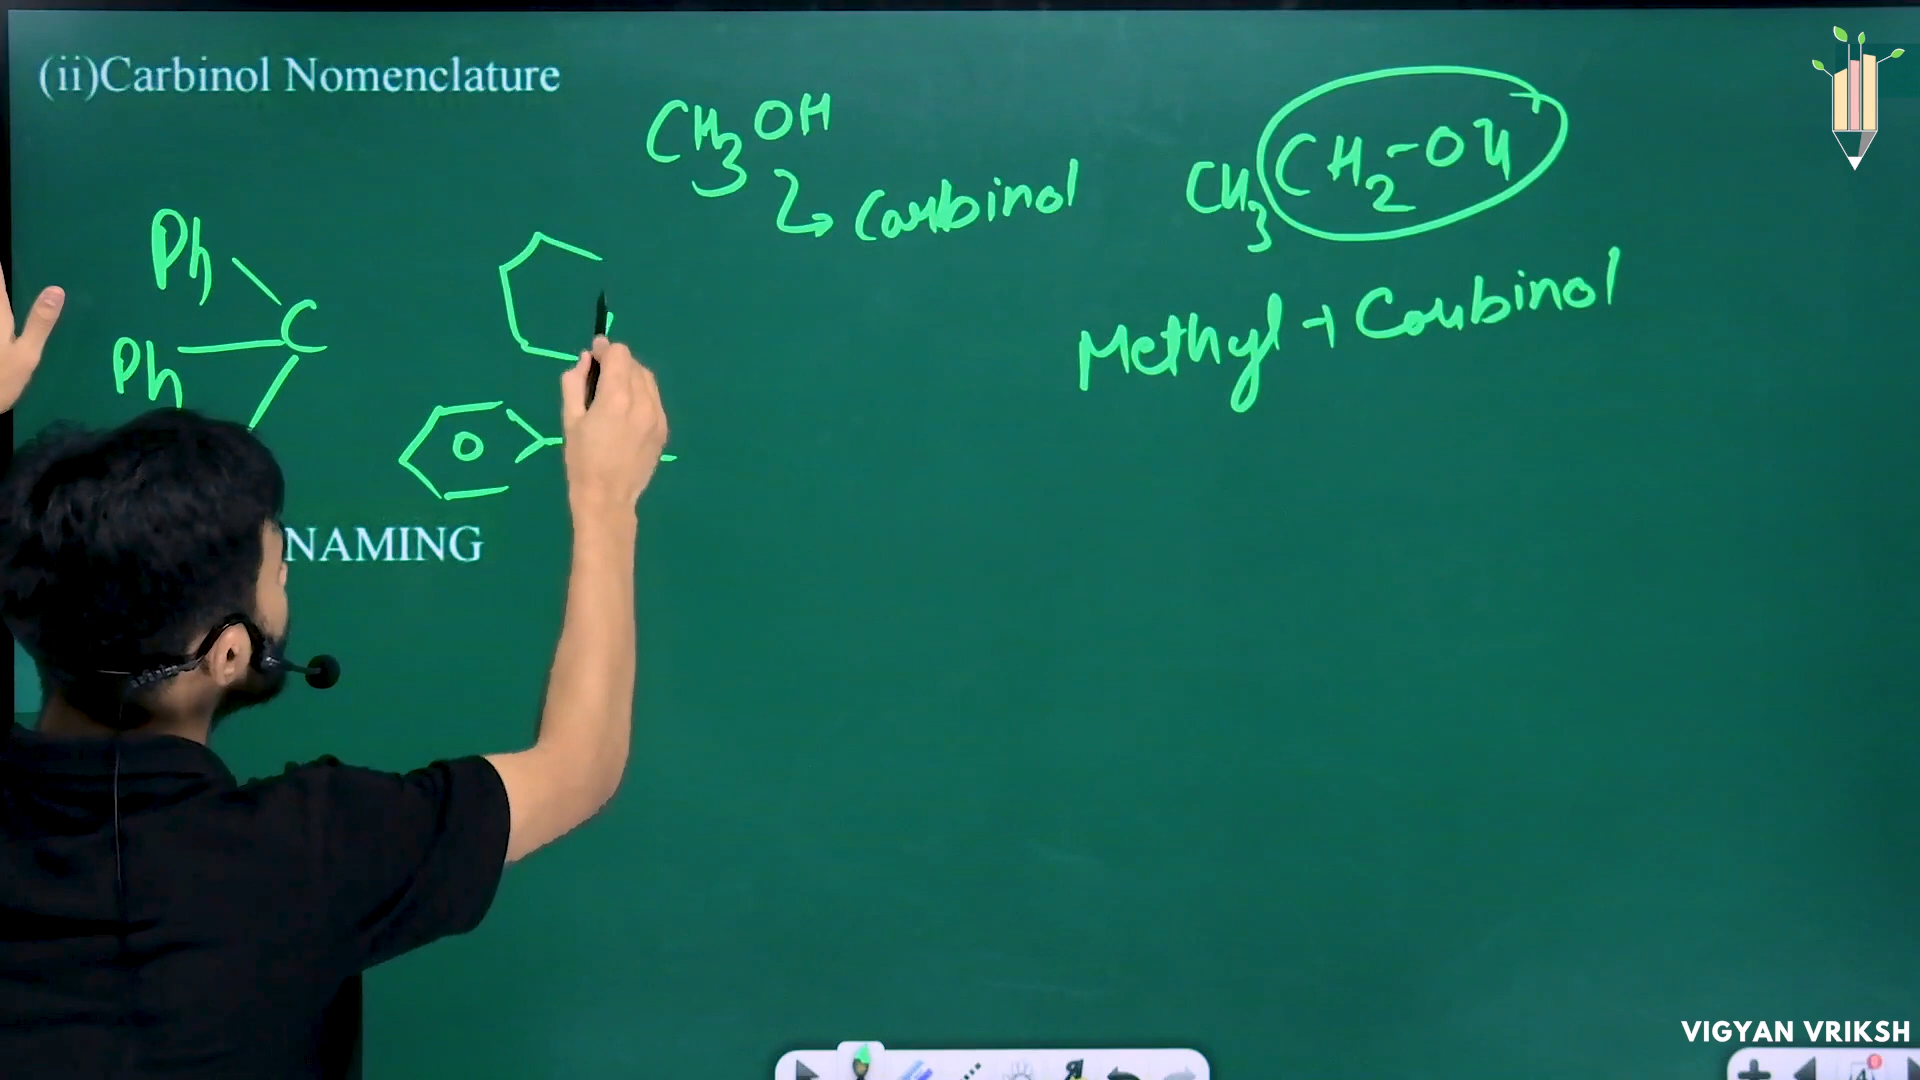 (ii)Carbinol Nomenclature
CH3OH
Carbinol
CH3CH2-OH
Methyl + Carbinol
Ph
C
Ph
NAMING
VIGYAN VRIKSH